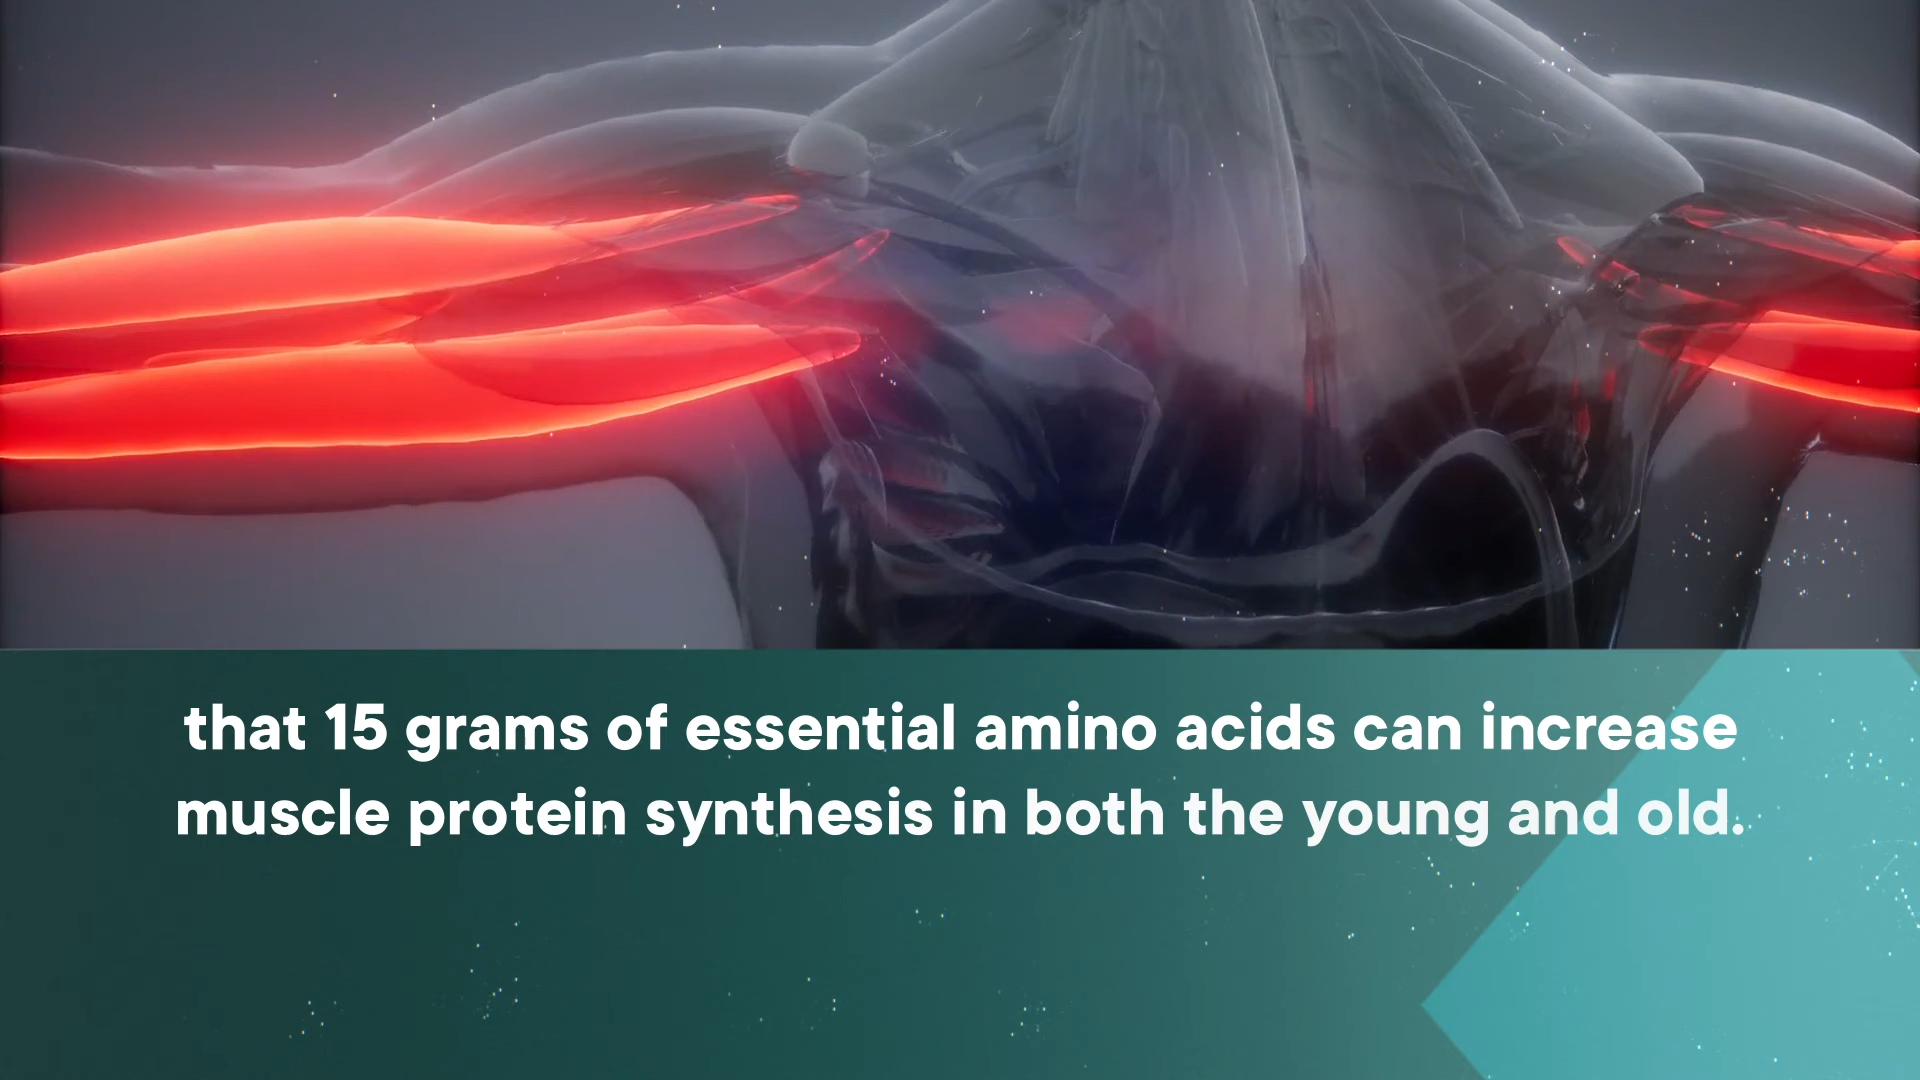 that 15 grams of essential amino acids can increase
muscle protein synthesis in both the young and old.